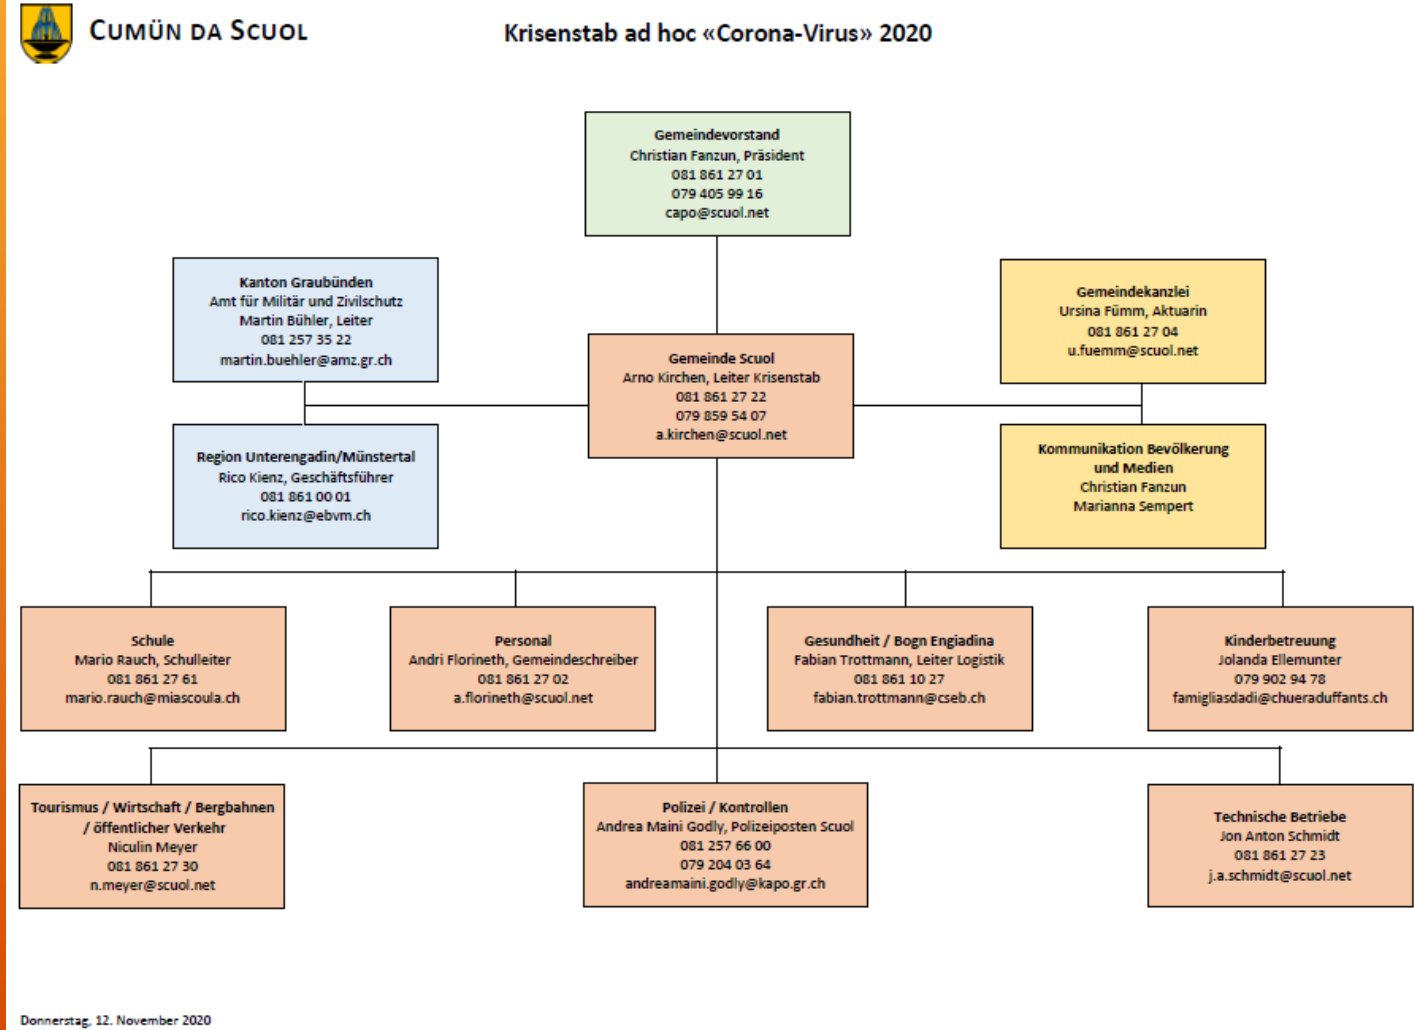 CUMÜN DA SCUOL
Krisenstab ad hoc «Corona-Virus» 2020
Gemeindevorstand
Christian Fanzun, Präsident
081 861 27 01
079 405 99 16
capo@scuol.net
Kanton Graubünden
Amt für Militär und Zivilschutz
Martin Bühler, Leiter
081 257 35 22
martin.buehler@amz.gr.ch
Gemeindekanzlei
Ursina Fümm, Aktuarin
081 861 27 04
u.fuemm@scuol.net
Gemeinde Scuol
Arno Kirchen, Leiter Krisenstab
081 861 27 22
079 859 54 07
a.kirchen@scuol.net
Region Unterengadin/Münstertal
Rico Kienz, Geschäftsführer
081 861 00 01
rico.kienz@ebvm.ch
Kommunikation Bevölkerung
und Medien
Christian Fanzun
Marianna Sempert
Schule
Mario Rauch, Schulleiter
081 861 27 61
mario.rauch@miascoula.ch
Personal
Andri Florineth, Gemeindeschreiber
081 861 27 02
a.florineth@scuol.net
Gesundheit / Bogn Engiadina
Fabian Trottmann, Leiter Logistik
081 861 10 27
fabian.trottmann@cseb.ch
Kinderbetreuung
Jolanda Ellemunter
079 902 94 78
famigliasdadi@chueraduffants.ch
Tourismus / Wirtschaft / Bergbahnen
/ öffentlicher Verkehr
Niculin Meyer
081 861 27 30
n.meyer@scuol.net
Polizei / Kontrollen
Andrea Maini Godly, Polizeiposten Scuol
081 257 66 00
079 204 03 64
andreamaini.godly@kapo.gr.ch
Technische Betriebe
Jon Anton Schmidt
081 861 27 23
j.a.schmidt@scuol.net
Donnerstag, 12. November 2020